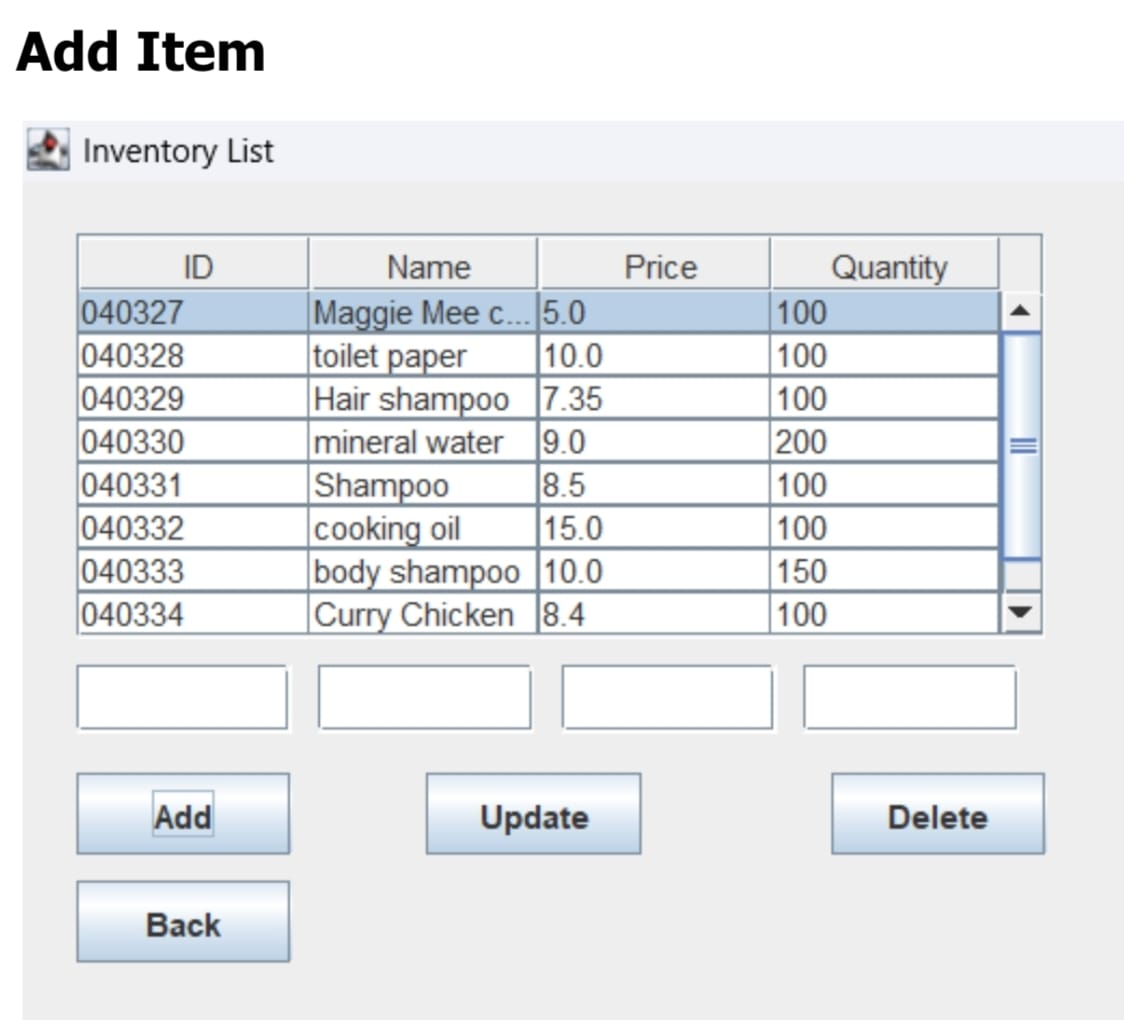 Add Item
Inventory List
ID Name Price Quantity
040327 Maggie Mee c... 5.0 100
040328 toilet paper 10.0 100
040329 Hair shampoo 7.35 100
040330 mineral water 9.0 200
040331 Shampoo 8.5 100
040332 cooking oil 15.0 100
040333 body shampoo 10.0 150
040334 Curry Chicken 8.4 100
Add Update Delete
Back